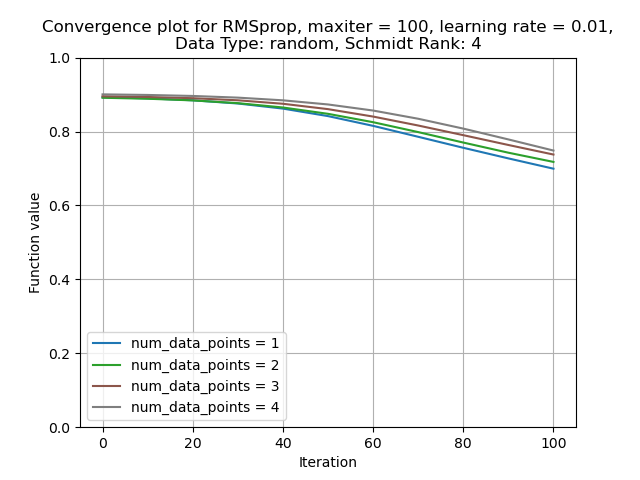 Convergence plot for RMSprop, maxiter = 100, learning rate = 0.01,
Data Type: random, Schmidt Rank: 4
1.0
0.8
0.6
0.4
0.2
0.0
Function value
num_data_points = 1
num_data_points = 2
num_data_points = 3
num_data_points = 4
0 20 40 60 80 100
Iteration